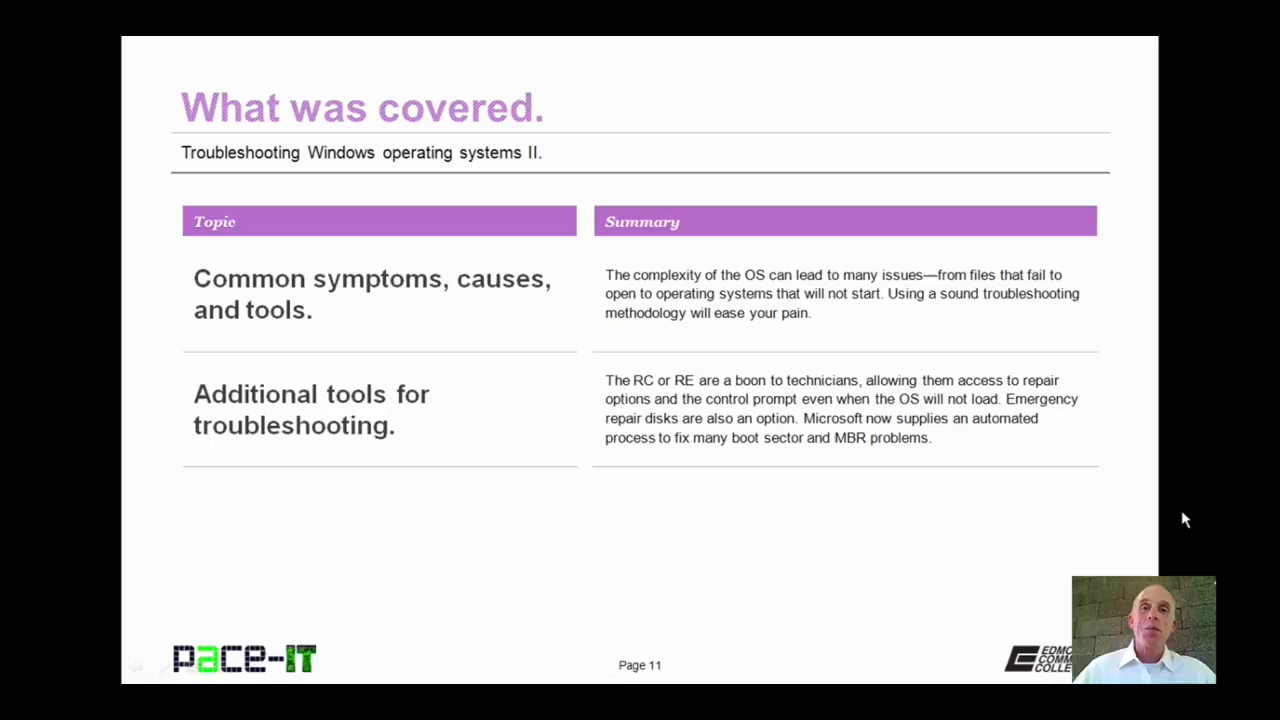 What was covered.
Troubleshooting Windows operating systems II.
Topic
Summary
Common symptoms, causes,
and tools.
The complexity of the OS can lead to many issues—from files that fail to
open to operating systems that will not start. Using a sound troubleshooting
methodology will ease your pain.
Additional tools for
troubleshooting.
The RC or RE are a boon to technicians, allowing them access to repair
options and the control prompt even when the OS will not load. Emergency
repair disks are also an option. Microsoft now supplies an automated
process to fix many boot sector and MBR problems.
pace-IT
Page 11
COLLE